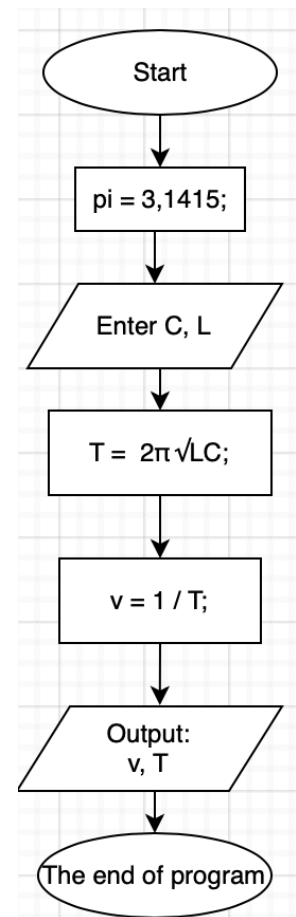 Start
pi = 3,1415;
Enter C, L
T = 2π √LC;
v = 1 / T;
Output:
v, T
The end of program